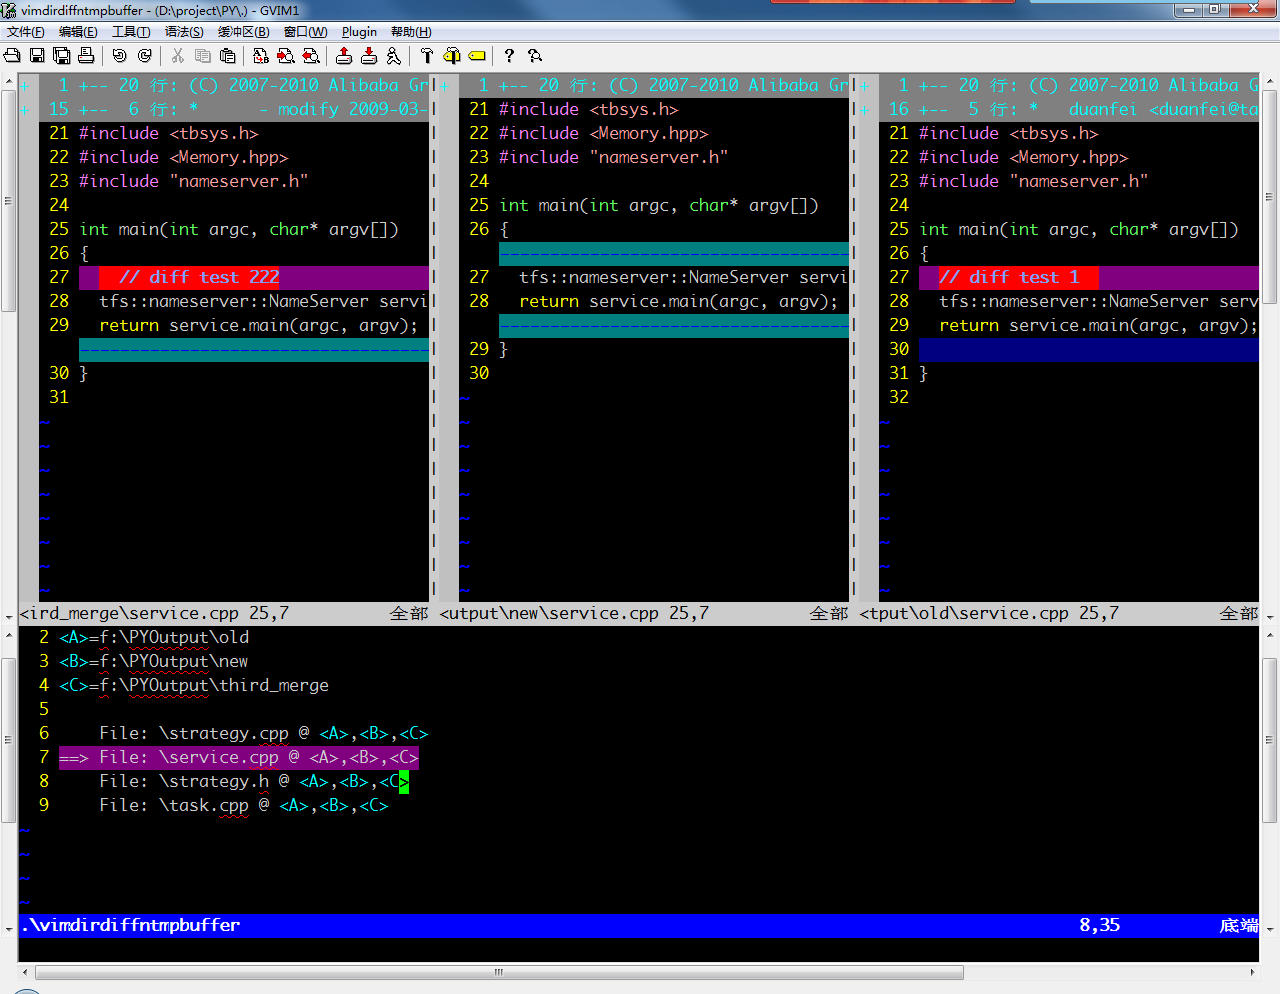 vimdirdiffntmpbuffer - (D:\project\PY\.) - GVIM1
文件(F) 编辑(E) 工具(T) 语法(S) 缓冲区(B) 窗口(W) Plugin 帮助(H)
+ 1 +-- 20 行: (C) 2007-2010 Alibaba Gr
+ 15 +-- 6 行: * - modify 2009-03-
21 #include <tbsys.h>
22 #include <Memory.hpp>
23 #include "nameserver.h"
24
25 int main(int argc, char* argv[])
26 {
27 // diff test 222
28 tfs::nameserver::NameServer servi
29 return service.main(argc, argv);
30 }
31
<ird_merge\service.cpp 25,7 全部
+ 1 +-- 20 行: (C) 2007-2010 Alibaba Gr
21 #include <tbsys.h>
22 #include <Memory.hpp>
23 #include "nameserver.h"
24
25 int main(int argc, char* argv[])
26 {
27 tfs::nameserver::NameServer servi
28 return service.main(argc, argv);
29 }
30
<utput\new\service.cpp 25,7 全部
+ 1 +-- 20 行: (C) 2007-2010 Alibaba G
+ 16 +-- 5 行: * duanfei <duanfei@ta
21 #include <tbsys.h>
22 #include <Memory.hpp>
23 #include "nameserver.h"
24
25 int main(int argc, char* argv[])
26 {
27 // diff test 1
28 tfs::nameserver::NameServer serv
29 return service.main(argc, argv);
30
31 }
32
<tput\old\service.cpp 25,7 全部
2 <A>=f:\PYOutput\old
3 <B>=f:\PYOutput\new
4 <C>=f:\PYOutput\third_merge
5
6 File: \strategy.cpp @ <A>,<B>,<C>
7 ==> File: \service.cpp @ <A>,<B>,<C>
8 File: \strategy.h @ <A>,<B>,<C>
9 File: \task.cpp @ <A>,<B>,<C>
.\vimdirdiffntmpbuffer 8,35 底端